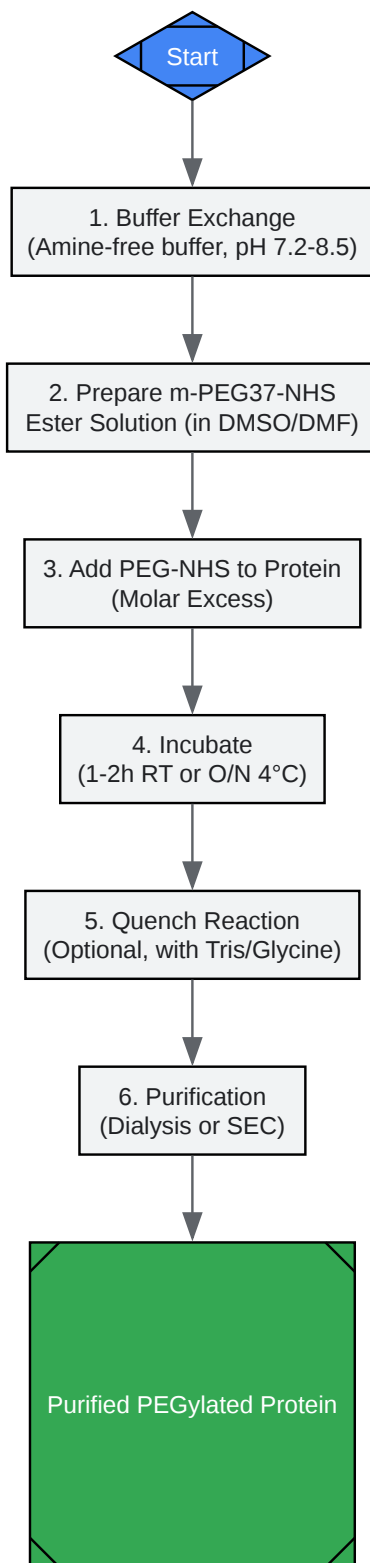 Start
1. Buffer Exchange
(Amine-free buffer, pH 7.2-8.5)
2. Prepare m-PEG37-NHS
Ester Solution (in DMSO/DMF)
3. Add PEG-NHS to Protein
(Molar Excess)
4. Incubate
(1-2h RT or O/N 4°C)
5. Quench Reaction
(Optional, with Tris/Glycine)
6. Purification
(Dialysis or SEC)
Purified PEGylated Protein